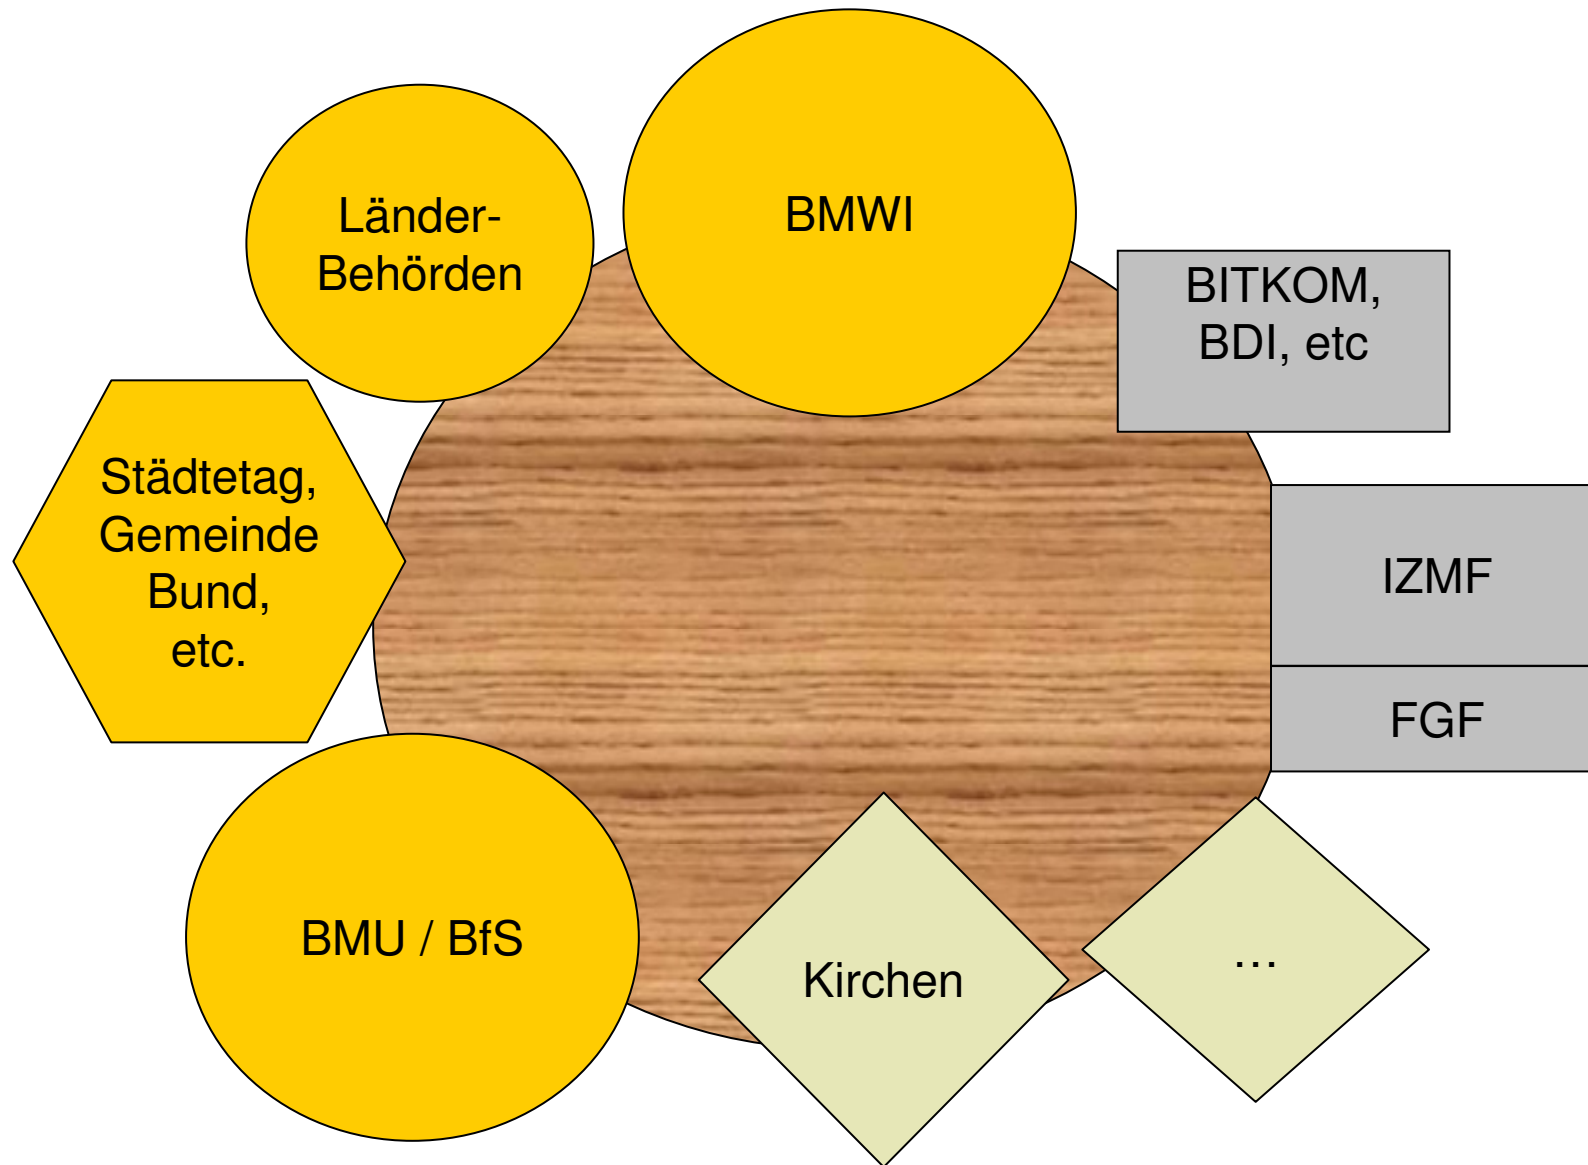 Länder-
Behörden
BMWI
BITKOM,
BDI, etc
Städtetag,
Gemeinde
Bund,
etc.
IZMF
FGF
BMU / BfS
Kirchen
...